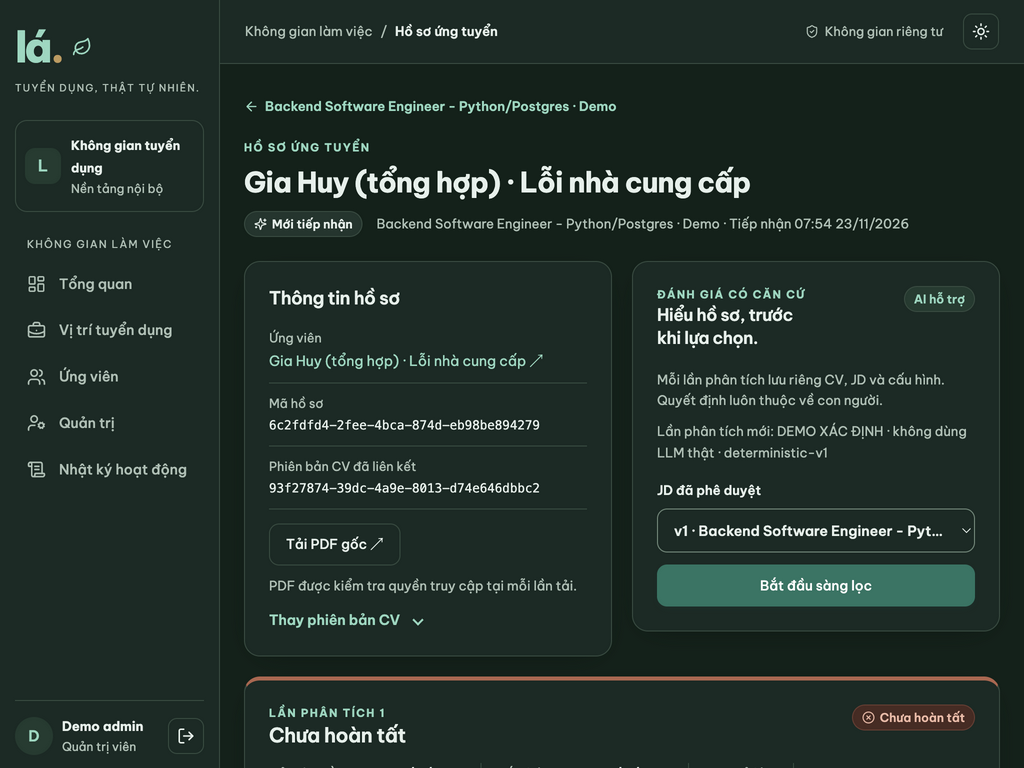 lá.
TUYỂN DỤNG, THẬT TỰ NHIÊN.
L
Không gian tuyển
dụng
Nền tảng nội bộ
KHÔNG GIAN LÀM VIỆC
Tổng quan
Vị trí tuyển dụng
Ứng viên
Quản trị
Nhật ký hoạt động
D
Demo admin
Quản trị viên
Không gian làm việc / Hồ sơ ứng tuyển
Không gian riêng tư
← Backend Software Engineer - Python/Postgres · Demo
HỒ SƠ ỨNG TUYỂN
Gia Huy (tổng hợp) · Lỗi nhà cung cấp
Mới tiếp nhận
Backend Software Engineer - Python/Postgres · Demo · Tiếp nhận 07:54 23/11/2026
Thông tin hồ sơ
Ứng viên
Gia Huy (tổng hợp) · Lỗi nhà cung cấp ↗
Mã hồ sơ
6c2fdfd4-2fee-4bca-874d-eb98be894279
Phiên bản CV đã liên kết
93f27874-39dc-4a9e-8013-d74e646dbbc2
Tải PDF gốc ↗
PDF được kiểm tra quyền truy cập tại mỗi lần tải.
Thay phiên bản CV
ĐÁNH GIÁ CÓ CĂN CỨ
AI hỗ trợ
Hiểu hồ sơ, trước
khi lựa chọn.
Mỗi lần phân tích lưu riêng CV, JD và cấu hình.
Quyết định luôn thuộc về con người.
Lần phân tích mới: DEMO XÁC ĐỊNH · không dùng
LLM thật · deterministic-v1
JD đã phê duyệt
v1 · Backend Software Engineer - Pyt...
Bắt đầu sàng lọc
LẦN PHÂN TÍCH 1
Chưa hoàn tất
Chưa hoàn tất